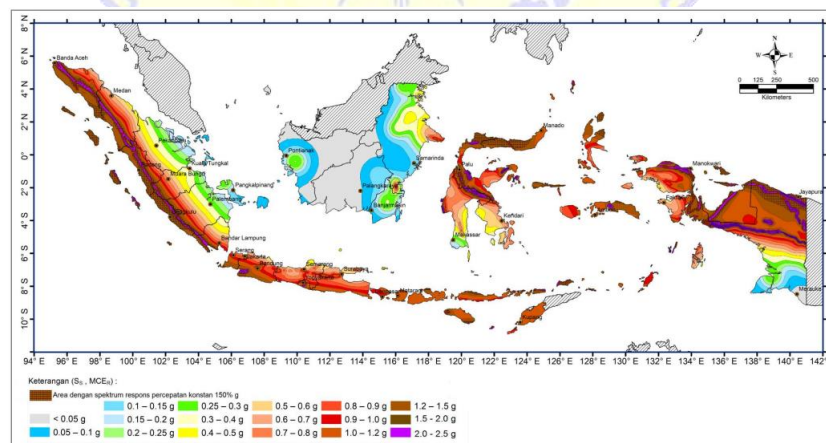 8° N
6° N
4° N
2° N
0°
2° S
4° S
6° S
8° S
10° S
N
W E
S
0 125 250 500
Kilometers
Banda Aceh
Medan
Kuala Tungkal
Muara Bungo
Pangkalpinang
Palembang
Bandar Lampung
Serang
Bandung
Semarang
Surabaya
Mataram
Kupang
Pontianak
Palangkaraya
Banjarmasin
Samarinda
Manado
Palu
Kendari
Makassar
Manokwari
Jayapura
Merauke
94° E 96° E 98° E 100° E 102° E 104° E 106° E 108° E 110° E 112° E 114° E 116° E 118° E 120° E 122° E 124° E 126° E 128° E 130° E 132° E 134° E 136° E 138° E 140° E 142° E
Keterangan (SS , MCER) :
Area dengan spektrum respons percepatan konstan 150% g
0.1 – 0.15 g 0.25 – 0.3 g 0.5 – 0.6 g 0.8 – 0.9 g 1.2 - 1.5 g
< 0.05 g 0.15 – 0.2 g 0.3 – 0.4 g 0.6 – 0.7 g 0.9 – 1.0 g 1.5 - 2.0 g
0.05 – 0.1 g 0.2 – 0.25 g 0.4 – 0.5 g 0.7 – 0.8 g 1.0 – 1.2 g 2.0 - 2.5 g